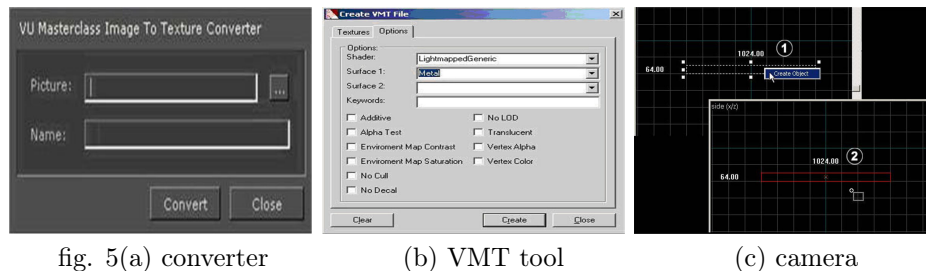 VU Masterclass Image To Texture Converter
Picture:
...
Name:
Convert Close
Create VMT File
Textures Options
Options:
Shader: LightmappedGeneric
Surface 1: Metal
Surface 2:
Keywords:
Additive No LOD
Alpha Test Translucent
Enviroment Map Contrast Vertex Alpha
Enviroment Map Saturation Vertex Color
No Cull
No Decal
Clear Create Close
1024.00 1
64.00
Create Object
side (x/z)
1024.00 2
64.00
fig. 5(a) converter (b) VMT tool (c) camera